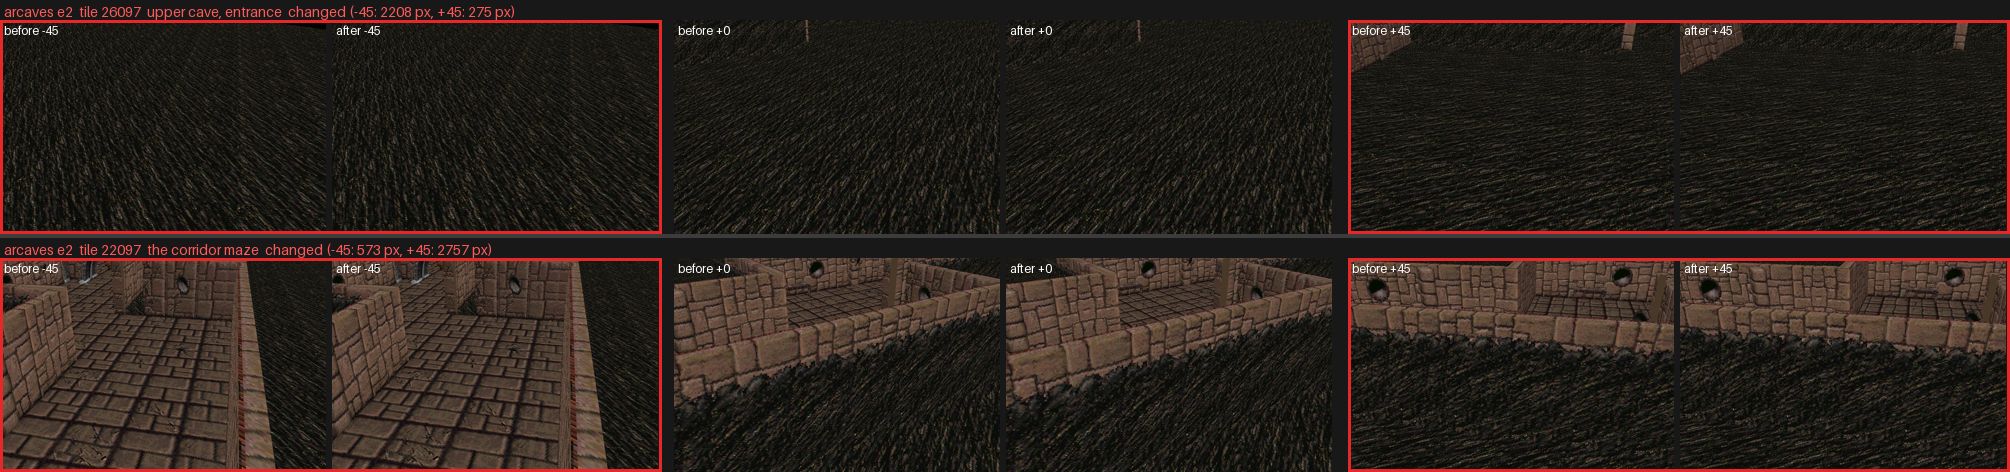 arcaves e2 tile 26097 upper cave, entrance changed (-45: 2208 px, +45: 275 px)
before -45 after -45 before +0 after +0 before +45 after +45
arcaves e2 tile 22097 the corridor maze changed (-45: 573 px, +45: 2757 px)
before -45 after -45 before +0 after +0 before +45 after +45